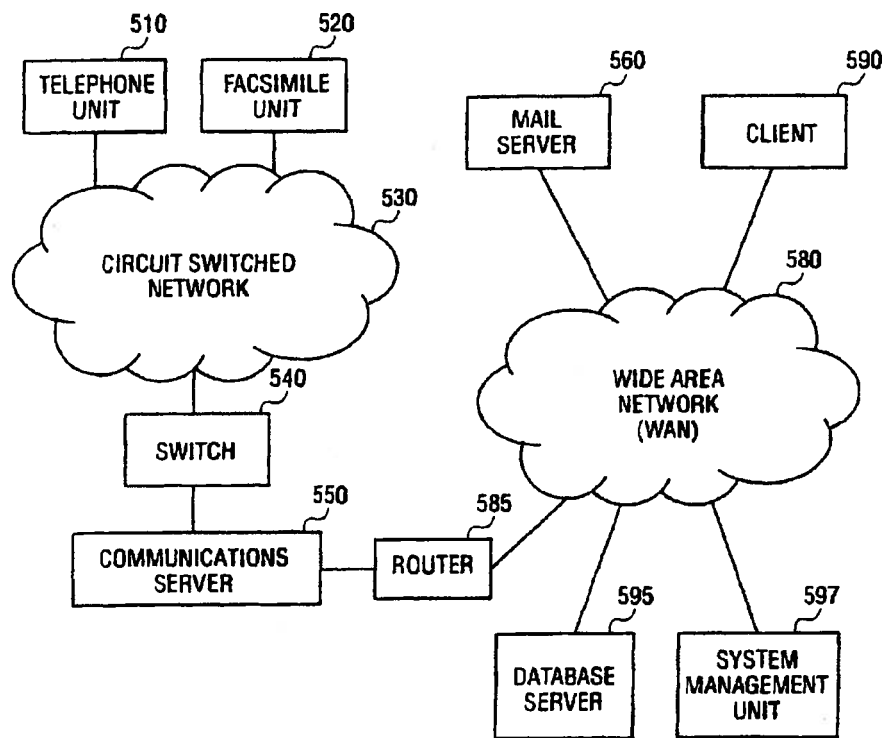 510
520
TELEPHONE
UNIT
FACSIMILE
UNIT
560
590
MAIL
SERVER
CLIENT
530
CIRCUIT SWITCHED
NETWORK
580
WIDE AREA
NETWORK
(WAN)
540
SWITCH
550
COMMUNICATIONS
SERVER
585
ROUTER
595
DATABASE
SERVER
597
SYSTEM
MANAGEMENT
UNIT